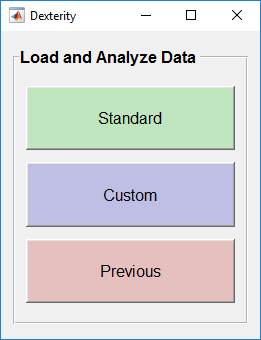 Dexterity
Load and Analyze Data
Standard
Custom
Previous